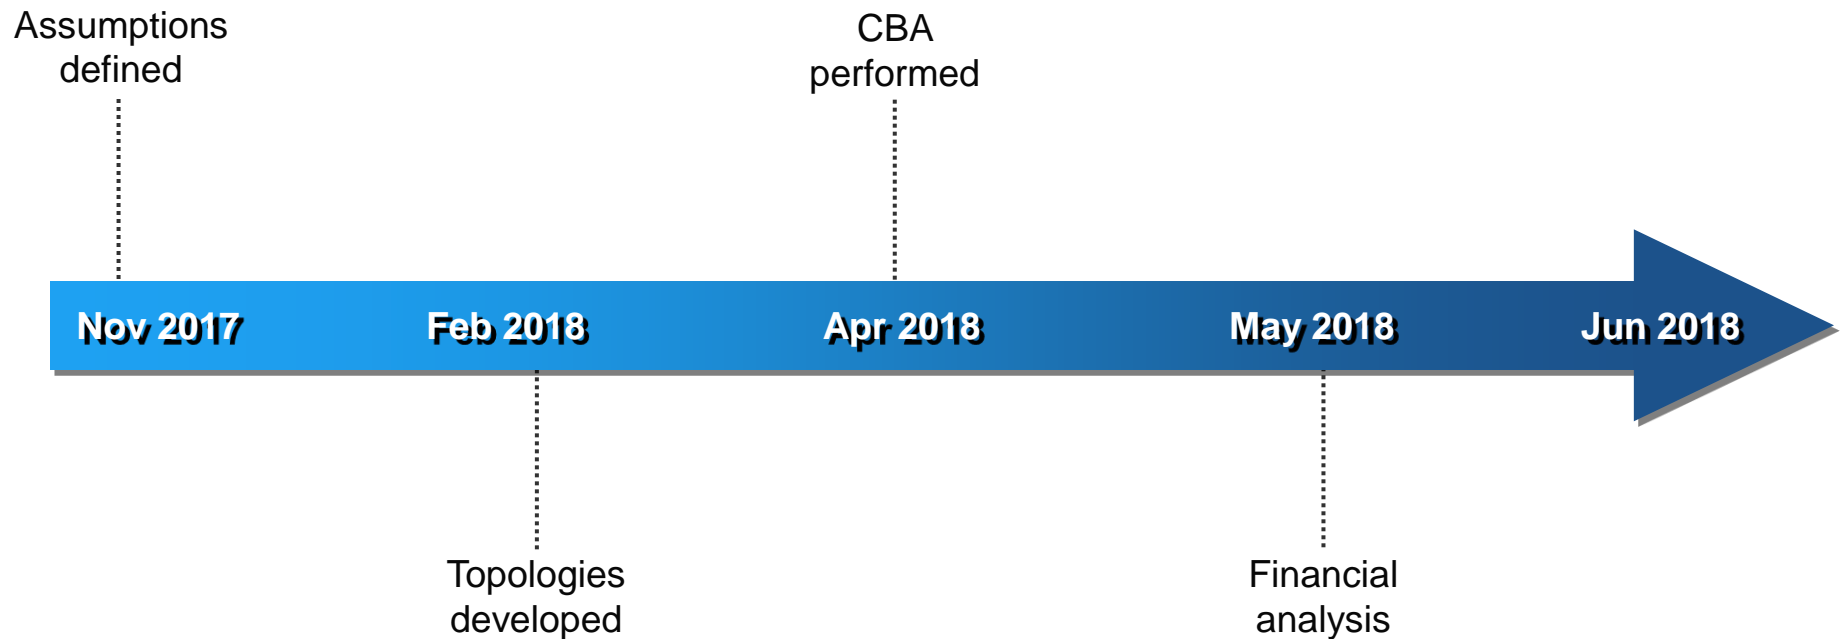 Assumptions
defined
CBA
performed
Nov 2017
Feb 2018
Apr 2018
May 2018
Jun 2018
Topologies
developed
Financial
analysis